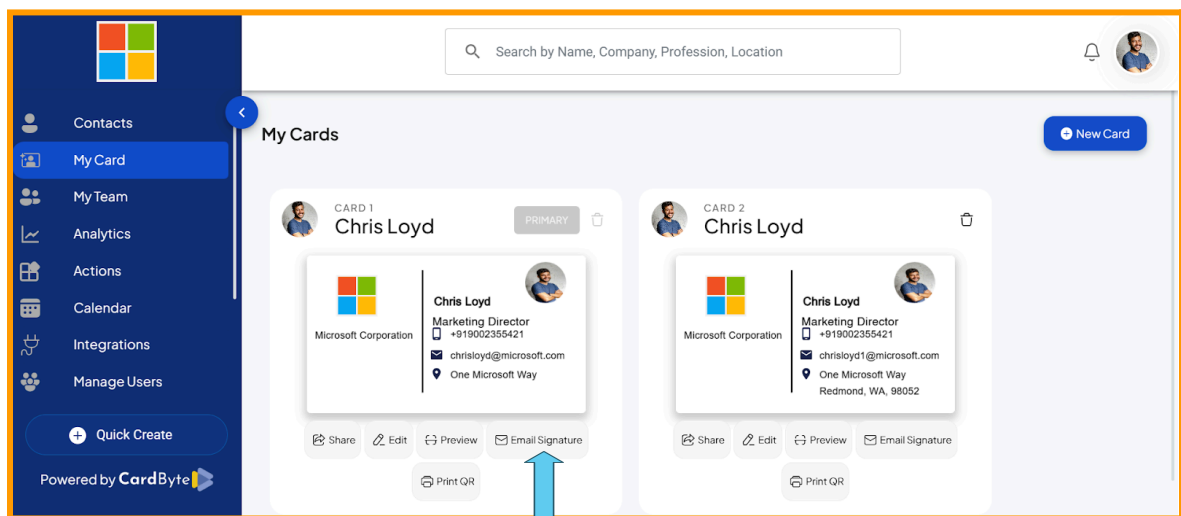 Search by Name, Company, Profession, Location
Contacts
My Card
My Team
Analytics
Actions
Calendar
Integrations
Manage Users
Quick Create
Powered by CardByte
My Cards
New Card
CARD 1
Chris Loyd
PRIMARY
Microsoft Corporation
Chris Loyd
Marketing Director
+919002355421
chrisloyd@microsoft.com
One Microsoft Way
Share Edit Preview Email Signature
Print QR
CARD 2
Chris Loyd
Microsoft Corporation
Chris Loyd
Marketing Director
+919002355421
chrisloyd1@microsoft.com
One Microsoft Way
Redmond, WA, 98052
Share Edit Preview Email Signature
Print QR